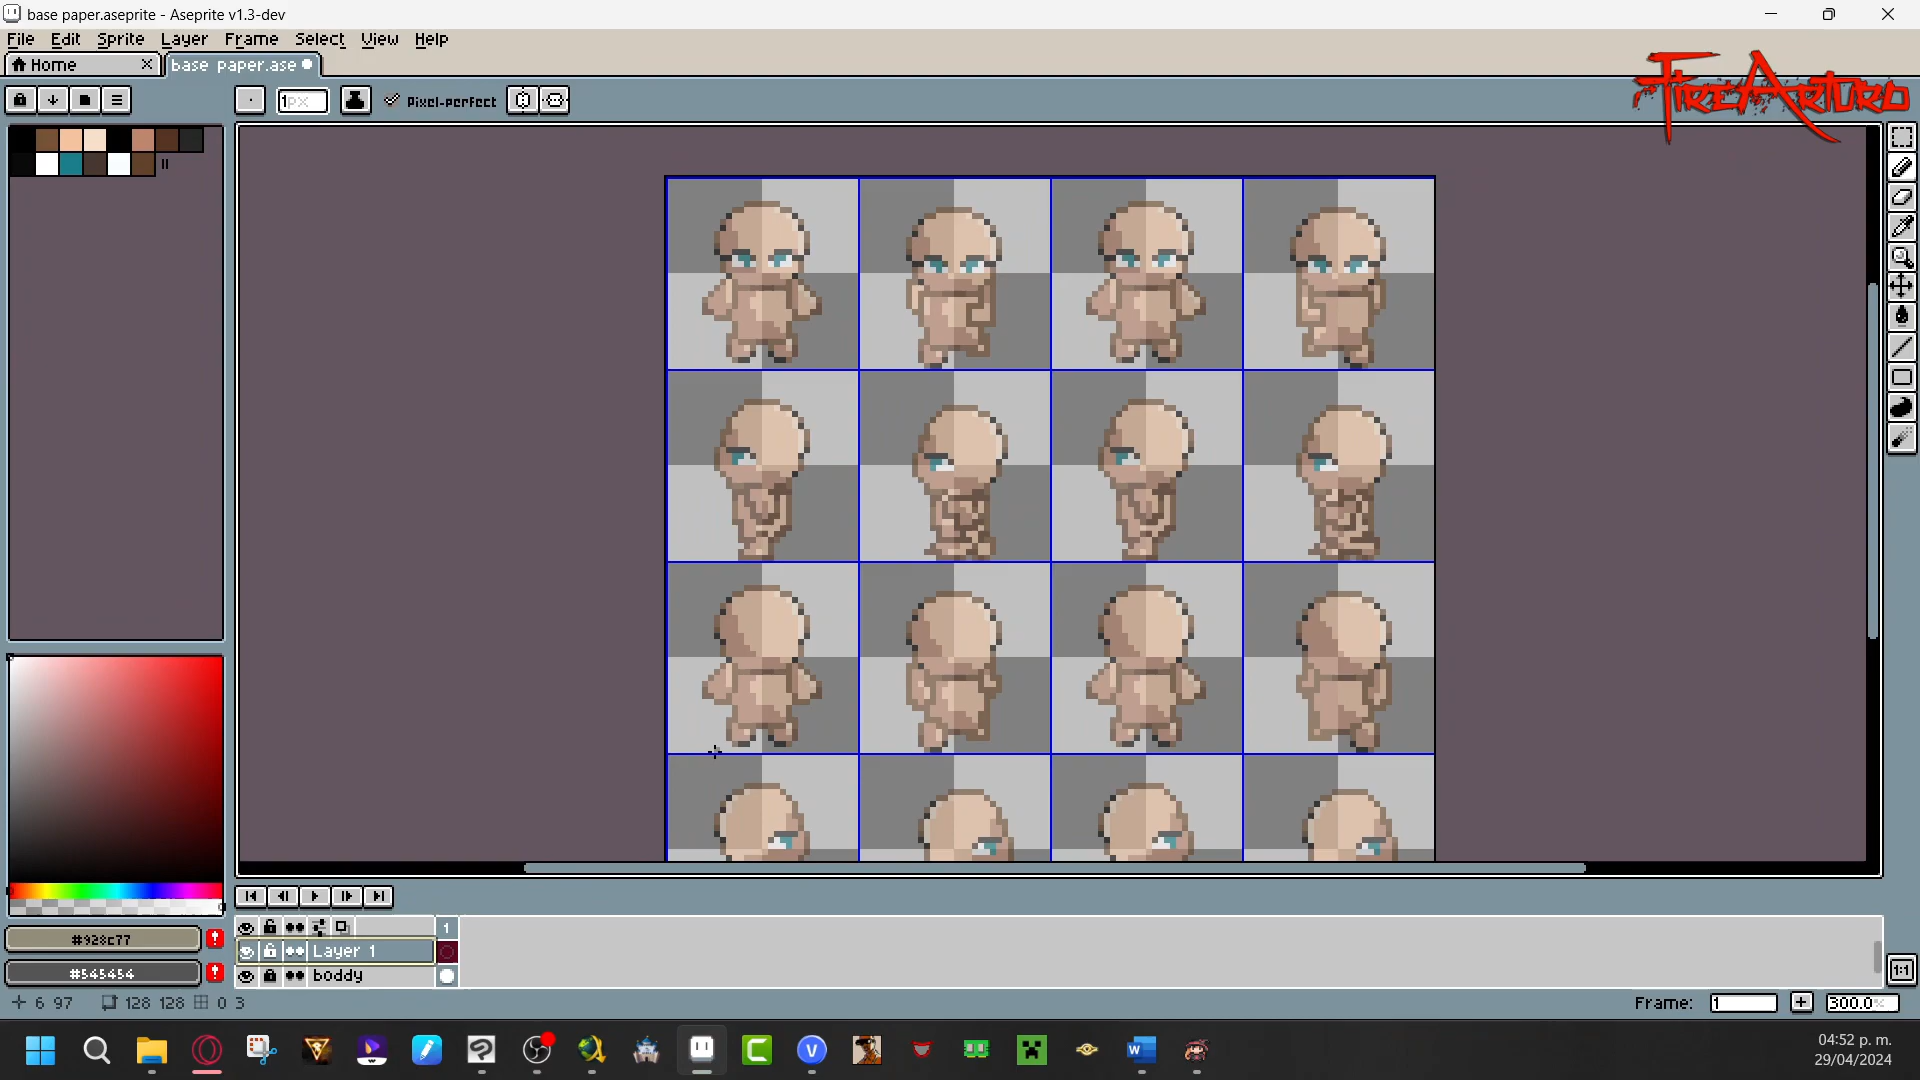 base paper.aseprite - Aseprite v1.3-dev
File Edit Sprite Layer Frame Select View Help
Home
base paper.ase
FireArturo
1px
Pixel-perfect
1
Layer 1
boddy
#928c77
#545454
6 97 128 128 0 3
Frame: 1 300.0%
1:1
04:52 p. m.
29/04/2024